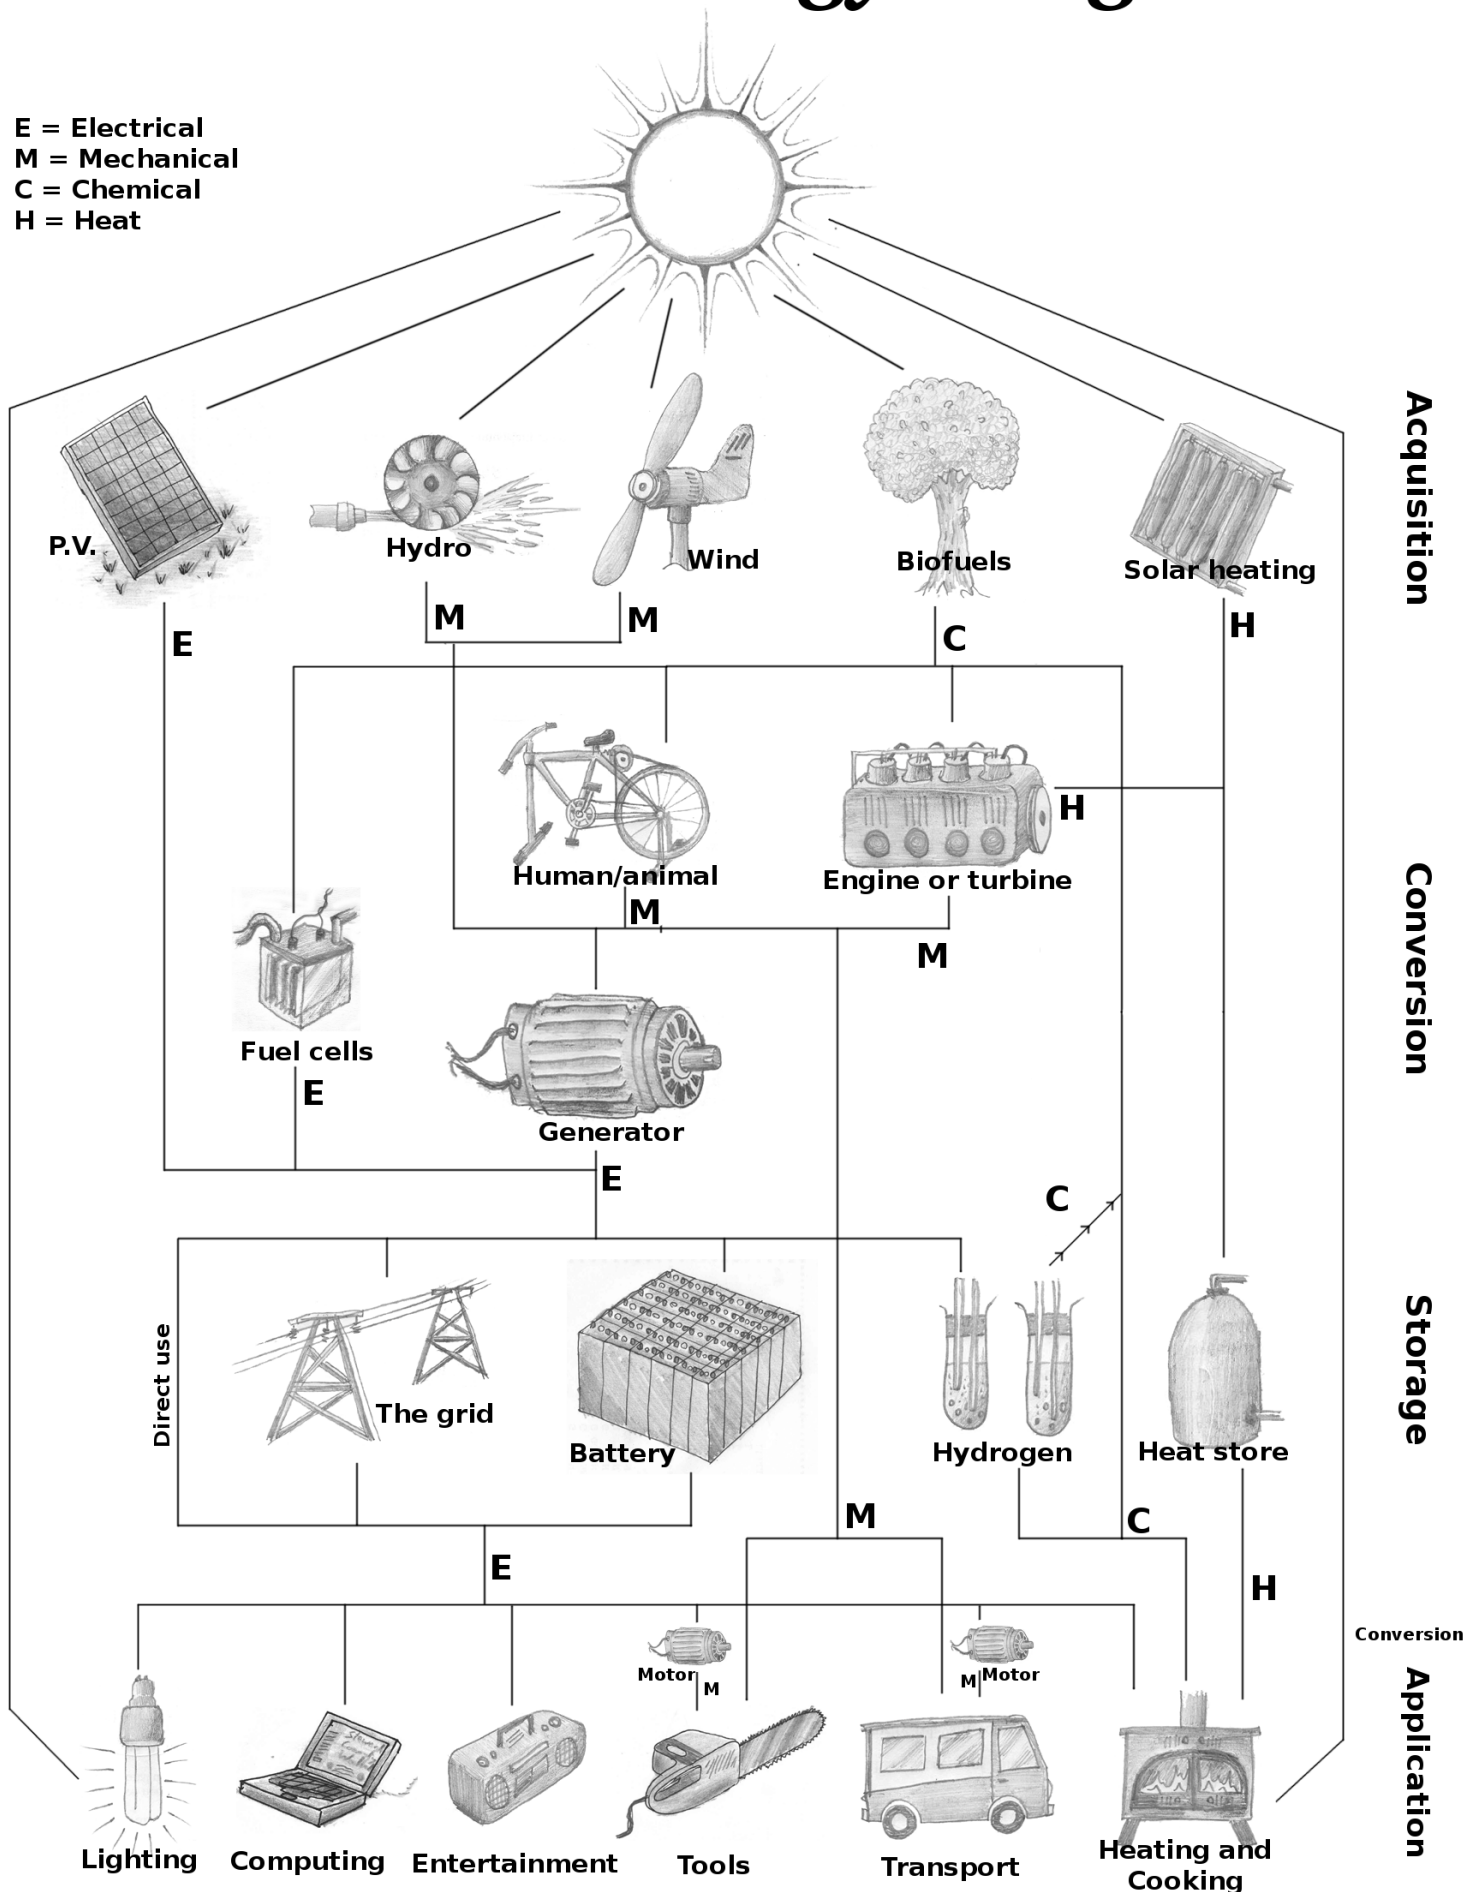 E = Electrical
M = Mechanical
C = Chemical
H = Heat
Acquisition
P.V.
Hydro
Wind
Biofuels
Solar heating
M
M
C
H
E
Conversion
H
Human/animal
Engine or turbine
M
M
Fuel cells
E
Generator
E
C
Storage
Direct use
The grid
Battery
Hydrogen
Heat store
M
C
E
H
Conversion
Motor
M
M
Motor
Application
Lighting
Computing
Entertainment
Tools
Transport
Heating and
Cooking